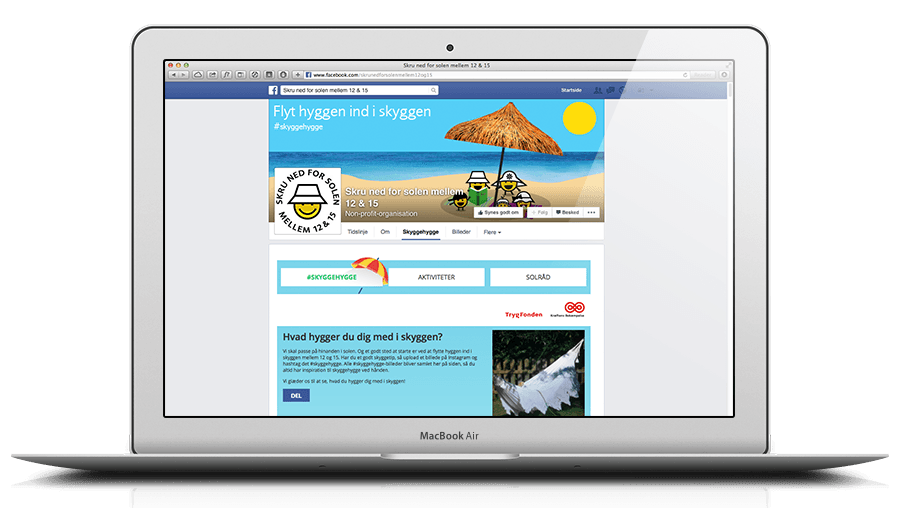 Skru ned for solen mellem 12 & 15
www.facebook.com/skrunedforsolenmellem12og15
Skru ned for solen mellem 12 & 15
Startside
Flyt hyggen ind i skyggen
#skyggehygge
SKRU NED FOR SOLEN MELLEM 12 & 15
Skru ned for solen mellem
12 & 15
Non-profit-organisation
Synes godt om
Følg
Besked
Tidslinje Om Skyggehygge Billeder Flere
#SKYGGEHYGGE AKTIVITETER SOLRÅD
TrygFonden
Kræftens Bekæmpelse
Hvad hygger du dig med i skyggen?
Vi skal passe på hinanden i solen. Og et godt sted at starte er ved at flytte hyggen ind i
skyggen mellem 12 og 15. Har du et godt skyggetip, så upload et billede på Instagram og
hashtag det #skyggehygge. Alle #skyggehygge-billeder bliver samlet her på siden, så du
altid har inspiration til skyggehygge ved hånden.
Vi glæder os til at se, hvad du hygger dig med i skyggen!
DEL
MacBook Air